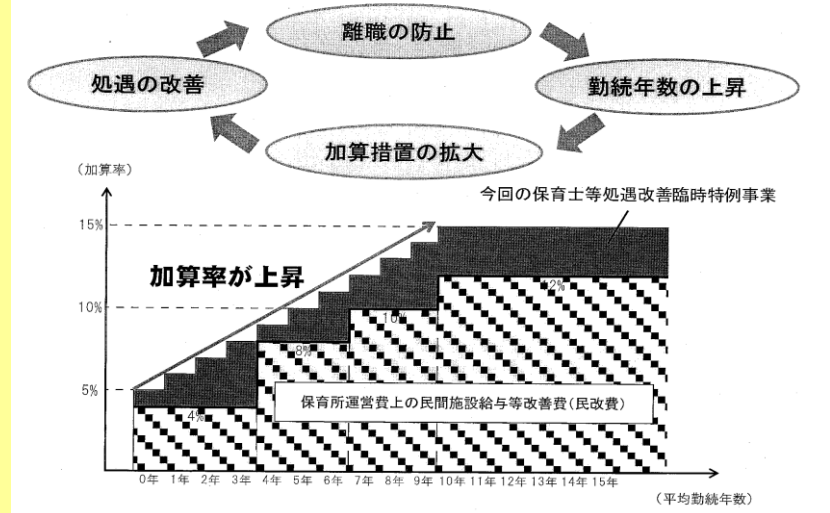 離職の防止
処遇の改善
勤続年数の上昇
加算措置の拡大
(加算率)
今回の保育士等処遇改善臨時特例事業
15%
加算率が上昇
12%
10%
10%
8%
5%
保育所運営費上の民間施設給与等改善費(民改費)
4%
0年 1年 2年 3年 4年 5年 6年 7年 8年 9年 10年 11年 12年 13年 14年 15年
(平均勤続年数)